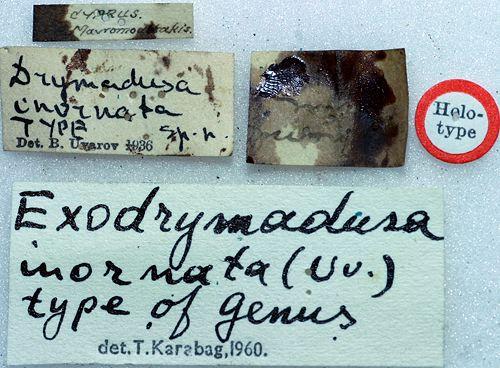 CYPRUS.
Mavromoustakis.
Drymadusa
inornata
TYPE
sp. n.
Det. B. Uvarov 1936
Holo-
type
Exodrymadusa
inornata (Uv.)
type of genus
det. T. Karabag, 1960.